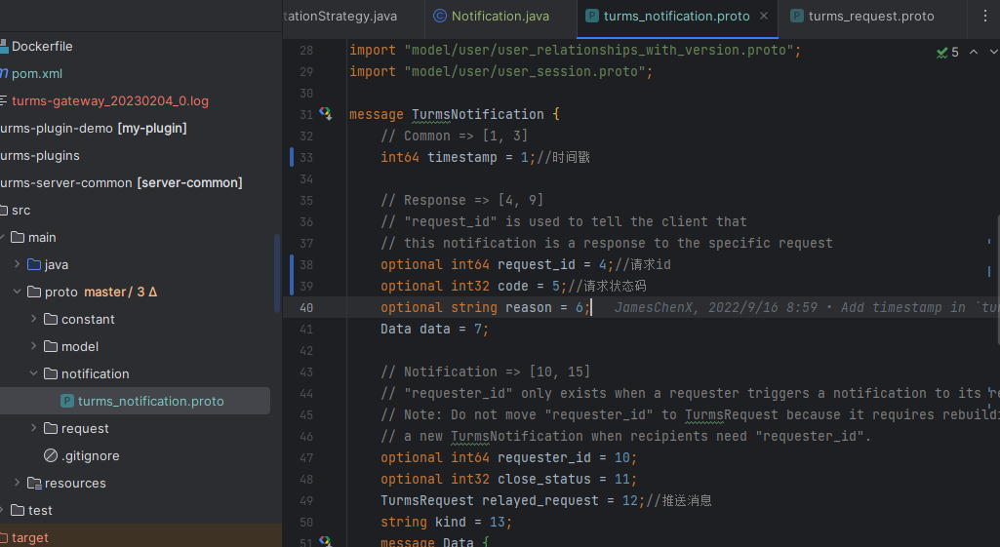 tationStrategy.java
Notification.java
turms_notification.proto
turms_request.proto
Dockerfile
pom.xml
turms-gateway_20230204_0.log
urms-plugin-demo [my-plugin]
urms-plugins
urms-server-common [server-common]
src
main
java
proto master / 3 Δ
constant
model
notification
turms_notification.proto
request
.gitignore
resources
test
target
5
28 import "model/user/user_relationships_with_version.proto";
29 import "model/user/user_session.proto";
30
31 message TurmsNotification {
32 // Common => [1, 3]
33 int64 timestamp = 1;//时间戳
34
35 // Response => [4, 9]
36 // "request_id" is used to tell the client that
37 // this notification is a response to the specific request
38 optional int64 request_id = 4;//请求id
39 optional int32 code = 5;//请求状态码
40 optional string reason = 6; JamesChenX, 2022/9/16 8:59 • Add timestamp in `tur
41 Data data = 7;
42
43 // Notification => [10, 15]
44 // "requester_id" only exists when a requester triggers a notification to its re
45 // Note: Do not move "requester_id" to TurmsRequest because it requires rebuildi
46 // a new TurmsNotification when recipients need "requester_id".
47 optional int64 requester_id = 10;
48 optional int32 close_status = 11;
49 TurmsRequest relayed_request = 12;//推送消息
50 string kind = 13;
51 message Data {